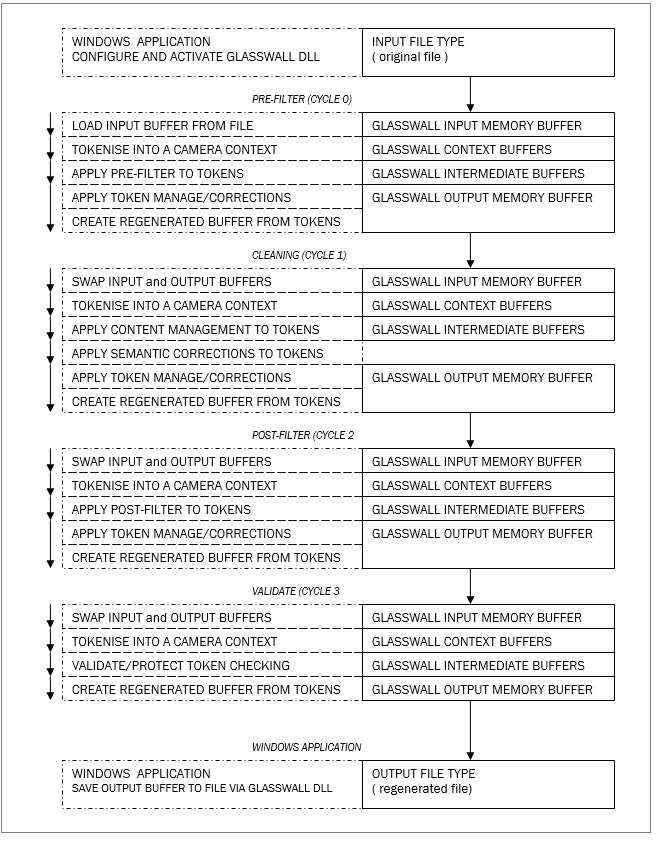 WINDOWS APPLICATION
CONFIGURE AND ACTIVATE GLASSWALL DLL
INPUT FILE TYPE
( original file )
PRE-FILTER (CYCLE 0)
LOAD INPUT BUFFER FROM FILE
GLASSWALL INPUT MEMORY BUFFER
TOKENISE INTO A CAMERA CONTEXT
GLASSWALL CONTEXT BUFFERS
APPLY PRE-FILTER TO TOKENS
GLASSWALL INTERMEDIATE BUFFERS
APPLY TOKEN MANAGE/CORRECTIONS
GLASSWALL OUTPUT MEMORY BUFFER
CREATE REGENERATED BUFFER FROM TOKENS
CLEANING (CYCLE 1)
SWAP INPUT and OUTPUT BUFFERS
GLASSWALL INPUT MEMORY BUFFER
TOKENISE INTO A CAMERA CONTEXT
GLASSWALL CONTEXT BUFFERS
APPLY CONTENT MANAGEMENT TO TOKENS
GLASSWALL INTERMEDIATE BUFFERS
APPLY SEMANTIC CORRECTIONS TO TOKENS
APPLY TOKEN MANAGE/CORRECTIONS
GLASSWALL OUTPUT MEMORY BUFFER
CREATE REGENERATED BUFFER FROM TOKENS
POST-FILTER (CYCLE 2
SWAP INPUT and OUTPUT BUFFERS
GLASSWALL INPUT MEMORY BUFFER
TOKENISE INTO A CAMERA CONTEXT
GLASSWALL CONTEXT BUFFERS
APPLY POST-FILTER TO TOKENS
GLASSWALL INTERMEDIATE BUFFERS
APPLY TOKEN MANAGE/CORRECTIONS
GLASSWALL OUTPUT MEMORY BUFFER
CREATE REGENERATED BUFFER FROM TOKENS
VALIDATE (CYCLE 3
SWAP INPUT and OUTPUT BUFFERS
GLASSWALL INPUT MEMORY BUFFER
TOKENISE INTO A CAMERA CONTEXT
GLASSWALL CONTEXT BUFFERS
VALIDATE/PROTECT TOKEN CHECKING
GLASSWALL INTERMEDIATE BUFFERS
CREATE REGENERATED BUFFER FROM TOKENS
GLASSWALL OUTPUT MEMORY BUFFER
WINDOWS APPLICATION
WINDOWS APPLICATION
SAVE OUTPUT BUFFER TO FILE VIA GLASSWALL DLL
OUTPUT FILE TYPE
( regenerated file)